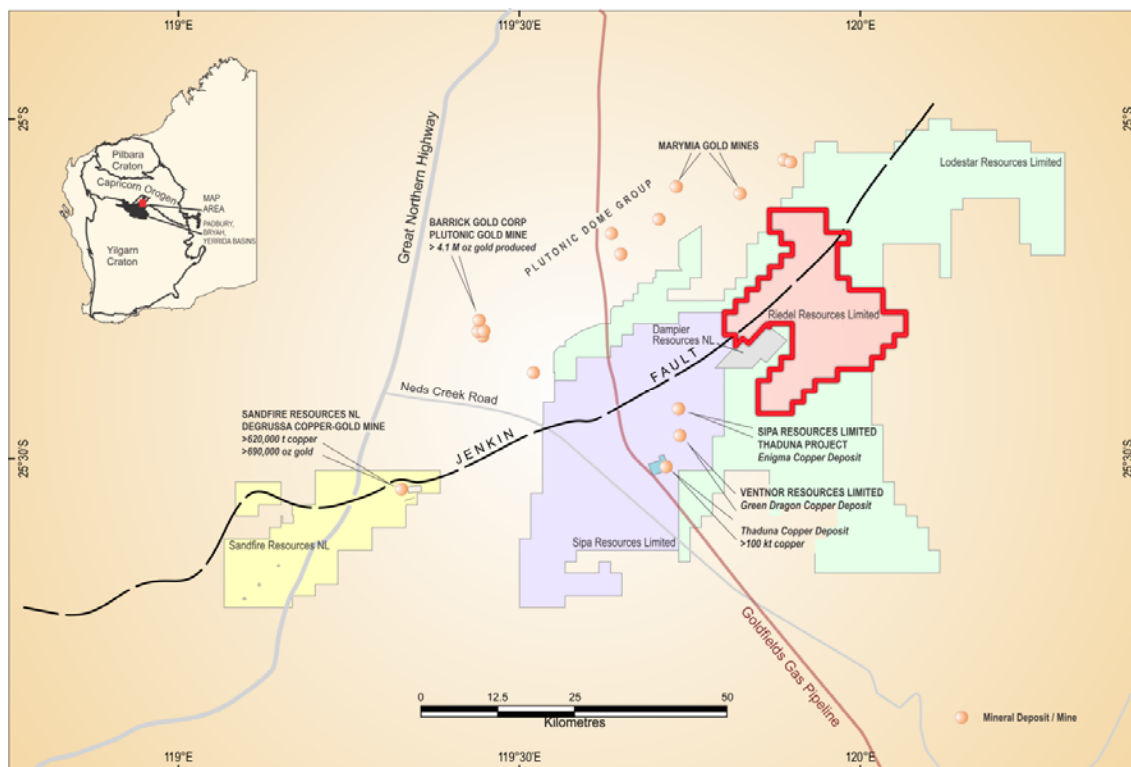 119°E
119°30'E
120°E
25°S
25°S
Pilbara
Craton
Capricorn Orogen
MAP
AREA
PADBURY,
BRYAH,
YERRIDA BASINS
Yilgarn
Craton
Great Northern Highway
MARYMIA GOLD MINES
Lodestar Resources Limited
BARRICK GOLD CORP
PLUTONIC GOLD MINE
> 4.1 M oz gold produced
PLUTONIC DOME GROUP
Riedel Resources Limited
Dampier
Resources NL
Neds Creek Road
JENKIN FAULT
SANDFIRE RESOURCES NL
DEGRUSSA COPPER-GOLD MINE
>620,000 t copper
>690,000 oz gold
SIPA RESOURCES LIMITED
THADUNA PROJECT
Enigma Copper Deposit
25°30'S
25°30'S
VENTNOR RESOURCES LIMITED
Green Dragon Copper Deposit
Thaduna Copper Deposit
>100 kt copper
Sandfire Resources NL
Sipa Resources Limited
Goldfields Gas Pipeline
0 12.5 25 50
Kilometres
Mineral Deposit / Mine
119°E
119°30'E
120°E